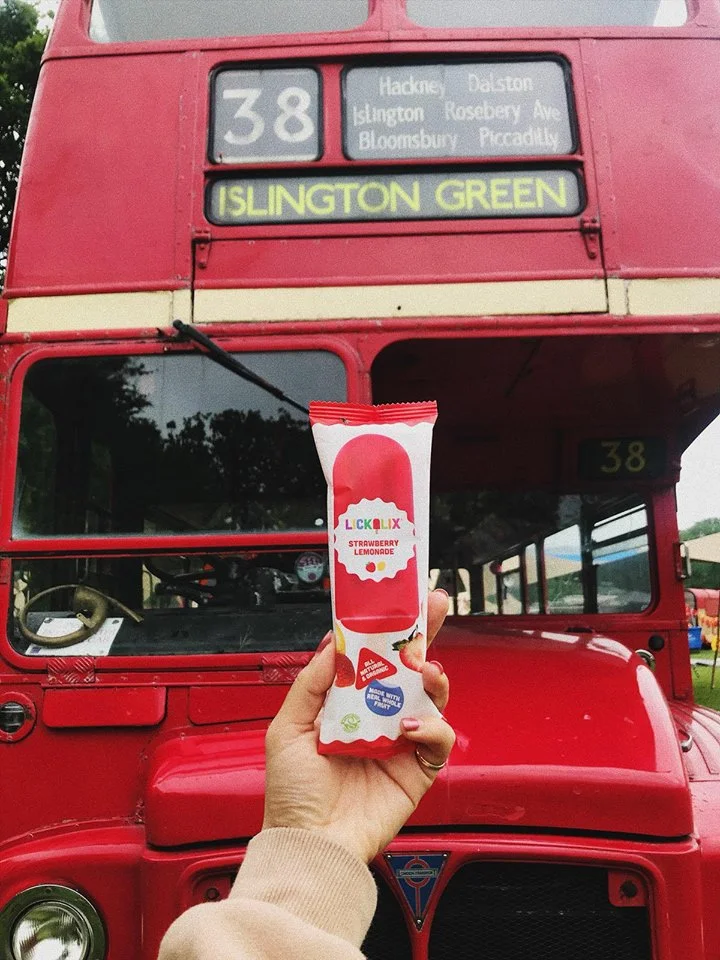 38
Hackney Dalston
Islington Rosebery Ave
Bloomsbury Piccadilly
ISLINGTON GREEN
38
LICKALIX
STRAWBERRY
LEMONADE
ALL
NATURAL
& ORGANIC
MADE WITH
REAL WHOLE
FRUIT